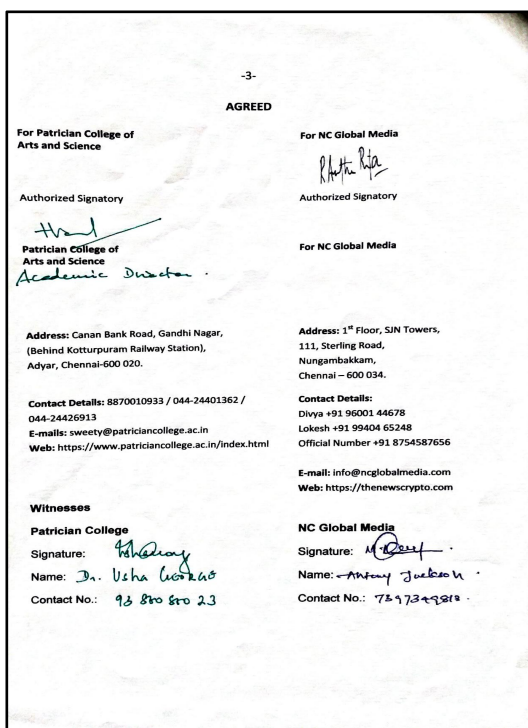 -3-
AGREED
For Patrician College of
Arts and Science
Authorized Signatory
Patrician College of
Arts and Science
Academic Director.
Address: Canan Bank Road, Gandhi Nagar,
(Behind Kotturpuram Railway Station),
Adyar, Chennai-600 020.
Contact Details: 8870010933 / 044-24401362 /
044-24426913
E-mails: sweety@patriciancollege.ac.in
Web: https://www.patriciancollege.ac.in/index.html
Witnesses
Patrician College
Signature:
Name: Dr. Usha
Contact No.: 93 800 800 23
For NC Global Media
Authorized Signatory
For NC Global Media
Address: 1st Floor, SJN Towers,
111, Sterling Road,
Nungambakkam,
Chennai – 600 034.
Contact Details:
Divya +91 96001 44678
Lokesh +91 99404 65248
Official Number +91 8754587656
E-mail: info@ncglobalmedia.com
Web: https://thenewscrypto.com
NC Global Media
Signature:
Name: Antony Jackson.
Contact No.: 7397349818.